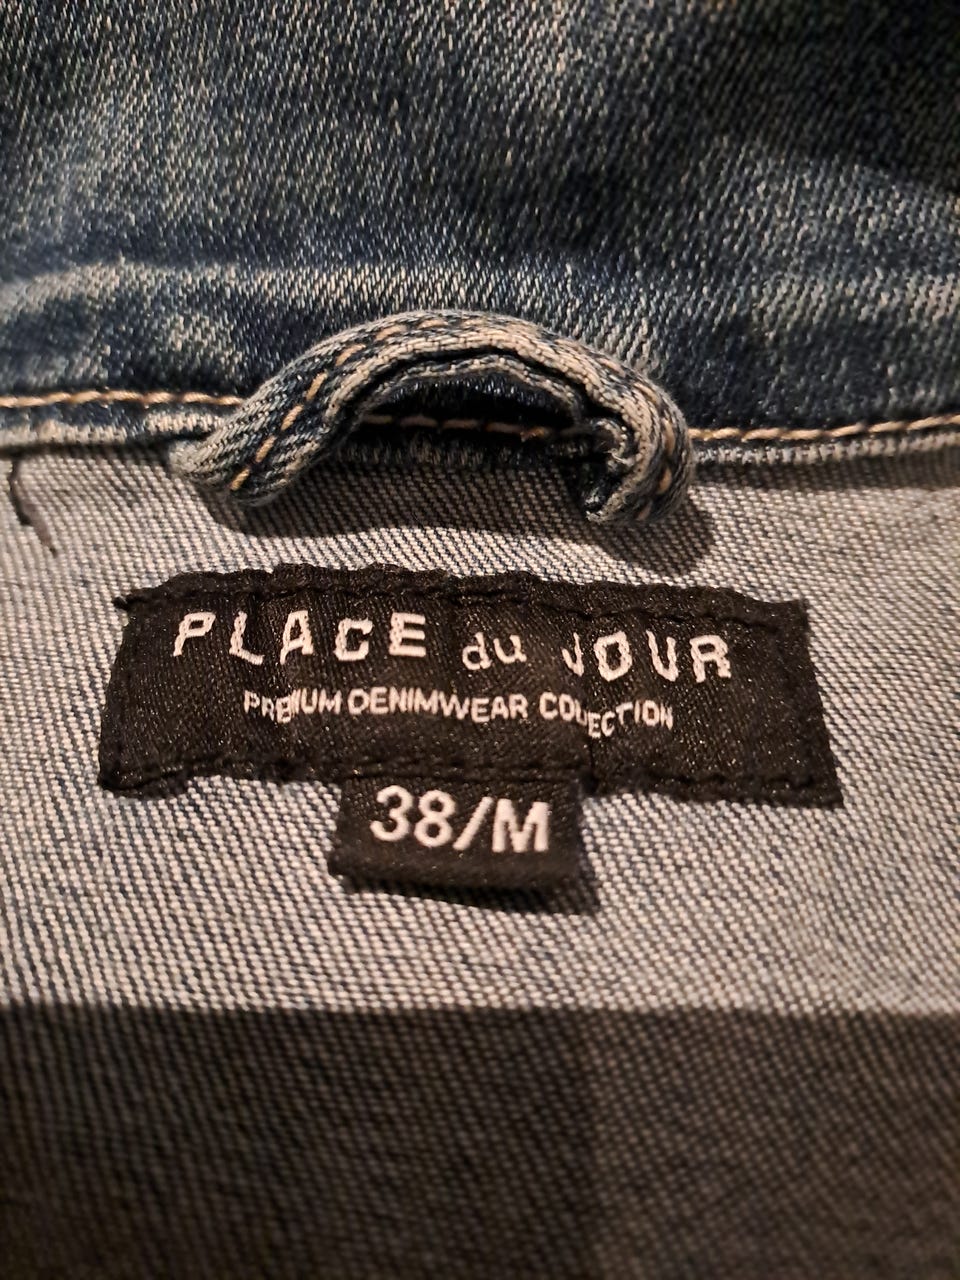 PLACE du JOUR
PREMIUM DENIMWEAR COLLECTION
38/M